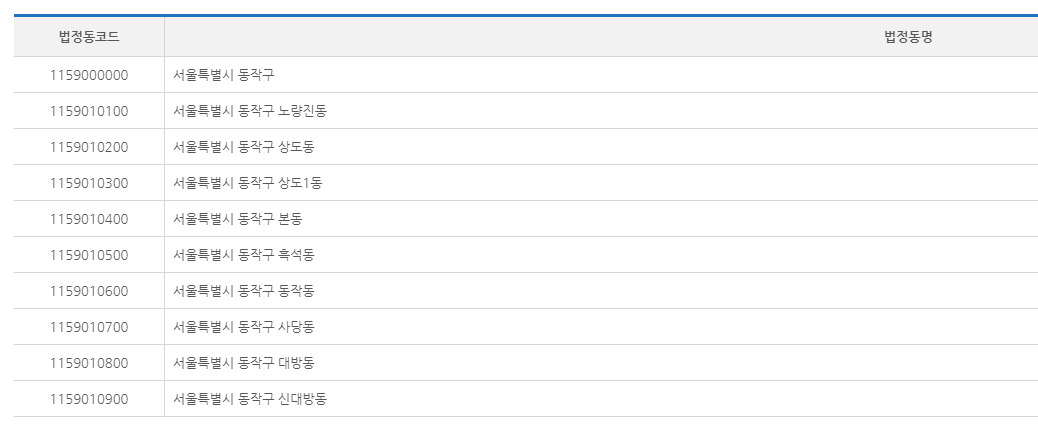 법정동코드 법정동명
1159000000 서울특별시 동작구
1159010100 서울특별시 동작구 노량진동
1159010200 서울특별시 동작구 상도동
1159010300 서울특별시 동작구 상도1동
1159010400 서울특별시 동작구 본동
1159010500 서울특별시 동작구 흑석동
1159010600 서울특별시 동작구 동작동
1159010700 서울특별시 동작구 사당동
1159010800 서울특별시 동작구 대방동
1159010900 서울특별시 동작구 신대방동